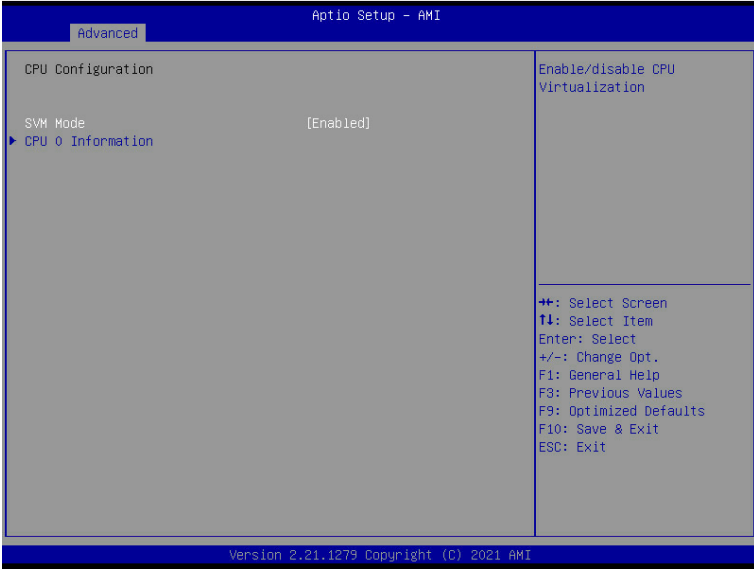 Aptio Setup – AMI
Advanced
CPU Configuration
SVM Mode [Enabled]
CPU 0 Information
Enable/disable CPU
Virtualization
→←: Select Screen
↑↓: Select Item
Enter: Select
+/-: Change Opt.
F1: General Help
F3: Previous Values
F9: Optimized Defaults
F10: Save & Exit
ESC: Exit
Version 2.21.1279 Copyright (C) 2021 AMI